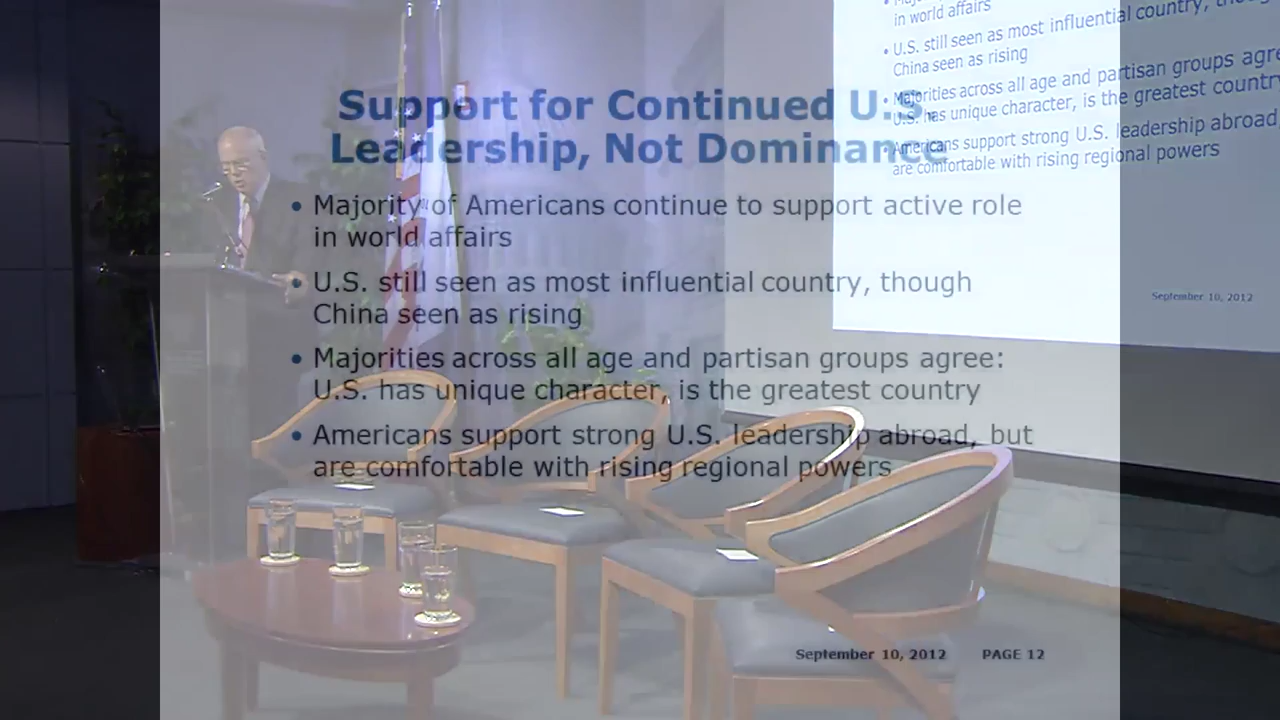 Support for Continued U.S.
Leadership, Not Dominance
• Majority of Americans continue to support active role
in world affairs
• U.S. still seen as most influential country, though
China seen as rising
• Majorities across all age and partisan groups agree:
U.S. has unique character, is the greatest country
• Americans support strong U.S. leadership abroad, but
are comfortable with rising regional powers
September 10, 2012 PAGE 12
in world affairs
• U.S. still seen as most influential country, though
China seen as rising
• Majorities across all age and partisan groups agre
U.S. has unique character, is the greatest country
• Americans support strong U.S. leadership abroad
are comfortable with rising regional powers
September 10, 2012